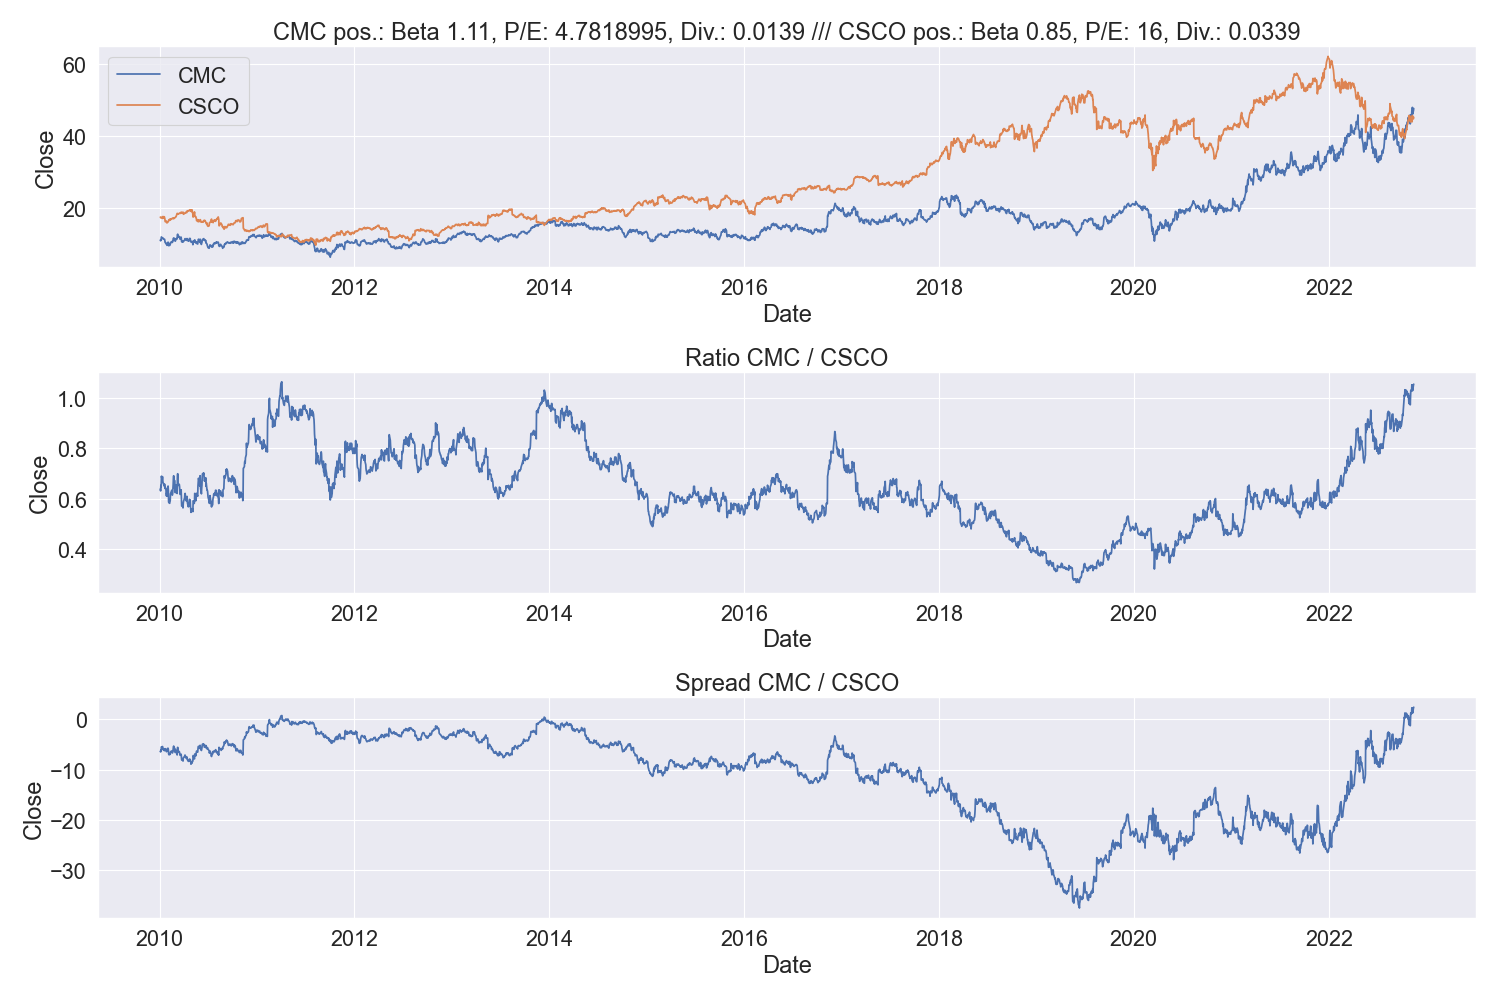 CMC pos.: Beta 1.11, P/E: 4.7818995, Div.: 0.0139 /// CSCO pos.: Beta 0.85, P/E: 16, Div.: 0.0339
CMC
CSCO
60
40
20
Close
2010 2012 2014 2016 2018 2020 2022
Date
Ratio CMC / CSCO
1.0
0.8
0.6
0.4
Close
2010 2012 2014 2016 2018 2020 2022
Date
Spread CMC / CSCO
0
−10
−20
−30
Close
2010 2012 2014 2016 2018 2020 2022
Date